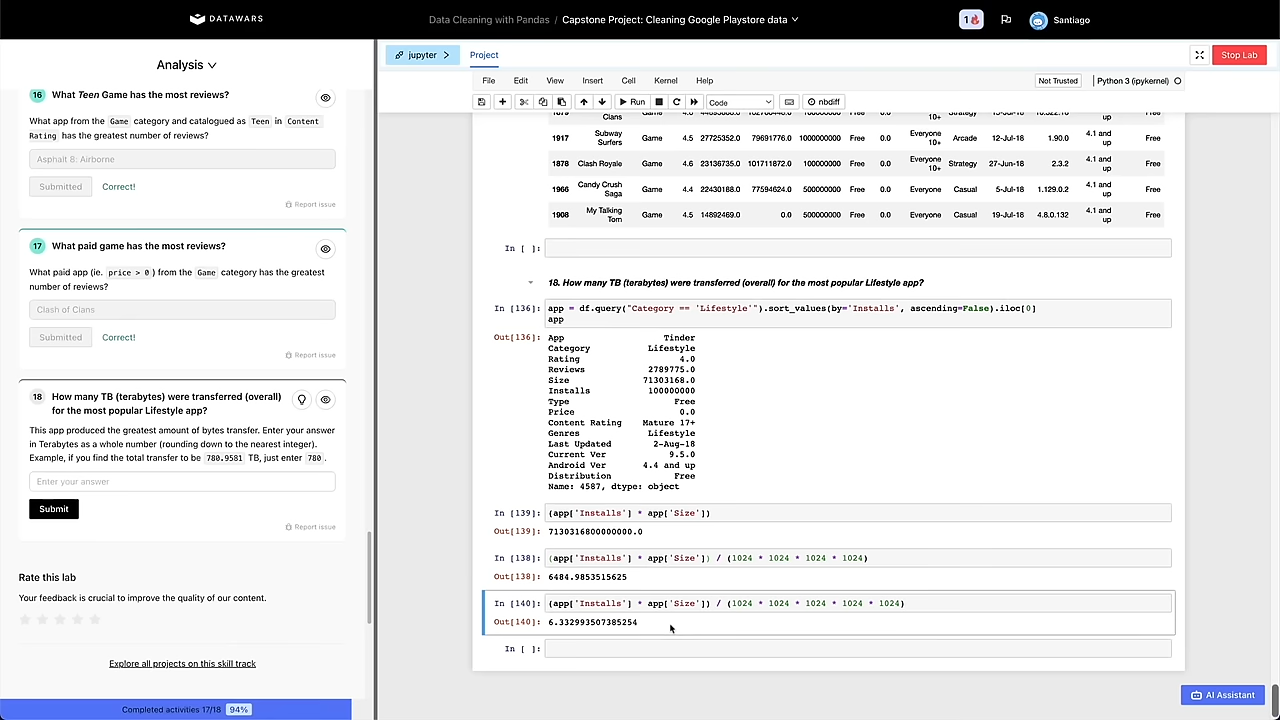 DATAWARS
Data Cleaning with Pandas / Capstone Project: Cleaning Google Playstore data
1
Santiago
Analysis
jupyter
Project
Stop Lab
File Edit View Insert Cell Kernel Help
Not Trusted
Python 3 (ipykernel)
Run
Code
nbdiff
16 What Teen Game has the most reviews?
What app from the Game category and catalogued as Teen in Content
Rating has the greatest number of reviews?
Asphalt 8: Airborne
Submitted Correct!
Report issue
17 What paid game has the most reviews?
What paid app (ie. price > 0 ) from the Game category has the greatest
number of reviews?
Clash of Clans
Submitted Correct!
Report issue
18 How many TB (terabytes) were transferred (overall)
for the most popular Lifestyle app?
This app produced the greatest amount of bytes transfer. Enter your answer
in Terabytes as a whole number (rounding down to the nearest integer).
Example, if you find the total transfer to be 780.9581 TB, just enter 780 .
Enter your answer
Submit
Report issue
Rate this lab
Your feedback is crucial to improve the quality of our content.
Explore all projects on this skill track
Completed activities 17/18 94%
Clans 10+ up
1917 Subway Surfers Game 4.5 27725352.0 79691776.0 1000000000 Free 0.0 Everyone 10+ Arcade 12-Jul-18 1.90.0 4.1 and up Free
1878 Clash Royale Game 4.6 23136735.0 101711872.0 100000000 Free 0.0 Everyone 10+ Strategy 27-Jun-18 2.3.2 4.1 and up Free
1966 Candy Crush Saga Game 4.4 22430188.0 77594624.0 500000000 Free 0.0 Everyone Casual 5-Jul-18 1.129.0.2 4.1 and up Free
1908 My Talking Tom Game 4.5 14892469.0 0.0 500000000 Free 0.0 Everyone Casual 19-Jul-18 4.8.0.132 4.1 and up Free
In [ ]:
18. How many TB (terabytes) were transferred (overall) for the most popular Lifestyle app?
In [136]: app = df.query("Category == 'Lifestyle'").sort_values(by='Installs', ascending=False).iloc[0]
app
Out[136]: App Tinder
Category Lifestyle
Rating 4.0
Reviews 2789775.0
Size 71303168.0
Installs 100000000
Type Free
Price 0.0
Content Rating Mature 17+
Genres Lifestyle
Last Updated 2-Aug-18
Current Ver 9.5.0
Android Ver 4.4 and up
Distribution Free
Name: 4587, dtype: object
In [139]: (app['Installs'] * app['Size'])
Out[139]: 7130316800000000.0
In [138]: (app['Installs'] * app['Size']) / (1024 * 1024 * 1024 * 1024)
Out[138]: 6484.9853515625
In [140]: (app['Installs'] * app['Size']) / (1024 * 1024 * 1024 * 1024 * 1024)
Out[140]: 6.332993507385254
In [ ]:
AI Assistant